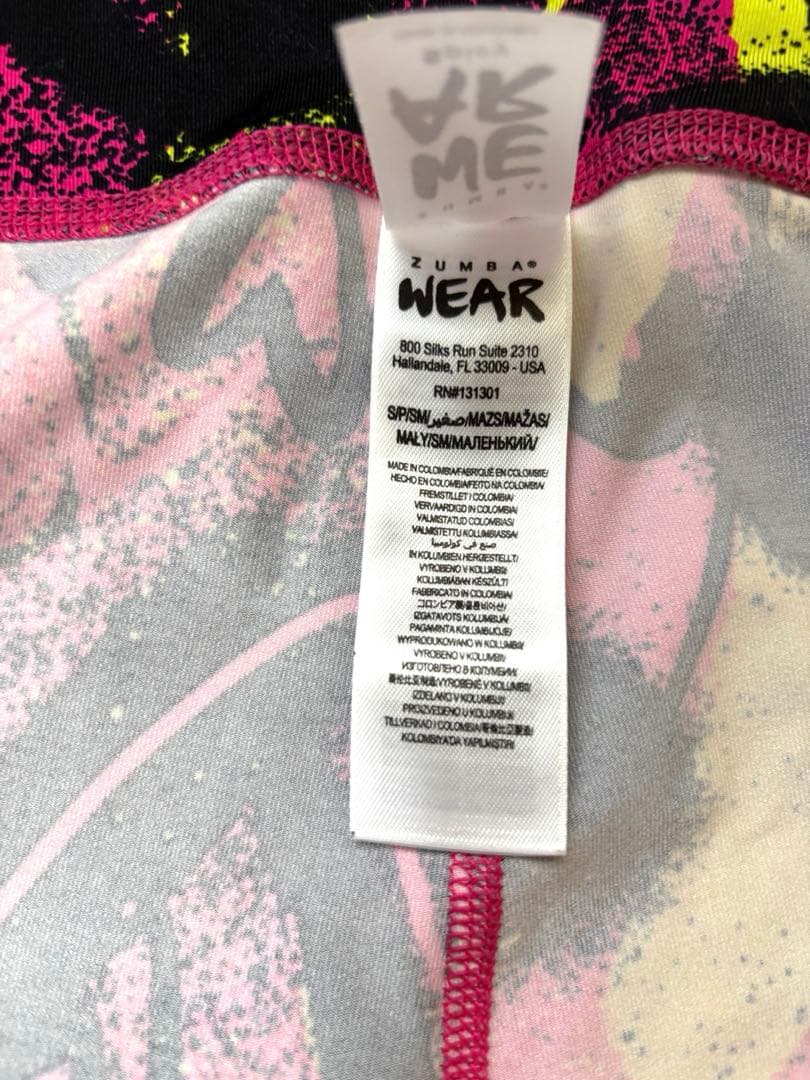 ZUMBA®
WEAR
800 Silks Run Suite 2310
Hallandale, FL 33009 - USA
RN#131301
S/P/SM/صغير/MAZS/MAŽAS/
MAŁY/SM/МАЛЕНЬКИЙ/
MADE IN COLOMBIA/FABRIQUÉ EN COLOMBIE/
HECHO EN COLOMBIA/FEITO NA COLOMBIA/
FREMSTILLET I COLOMBIA/
VERVAARDIGD IN COLOMBIA/
VALMISTATUD COLOMBIAS/
VALMISTETTU KOLUMBIASSA/
صنع في كولومبيا
IN KOLUMBIEN HERGESTELLT/
VYROBENO V KOLUMBII/
KOLUMBIÁBAN KÉSZÜLT/
FABBRICATO IN COLOMBIA/
コロンビア製/콜롬비아산/
IZGATAVOTS KOLUMBIJĀ/
PAGAMINTA KOLUMBIJOJE/
WYPRODUKOWANO W KOLUMBII/
VYROBENO V KOLUMBII/
ИЗГОТОВЛЕНО В КОЛУМБИИ/
哥伦比亚制造/VYROBENÉ V KOLUMBII/
IZDELANO V KOLUMBIJI/
PROIZVEDENO U KOLUMBIJI/
TILLVERKAD I COLOMBIA/哥倫比亞製造/
KOLOMBIYA'DA YAPILMIŞTIR/